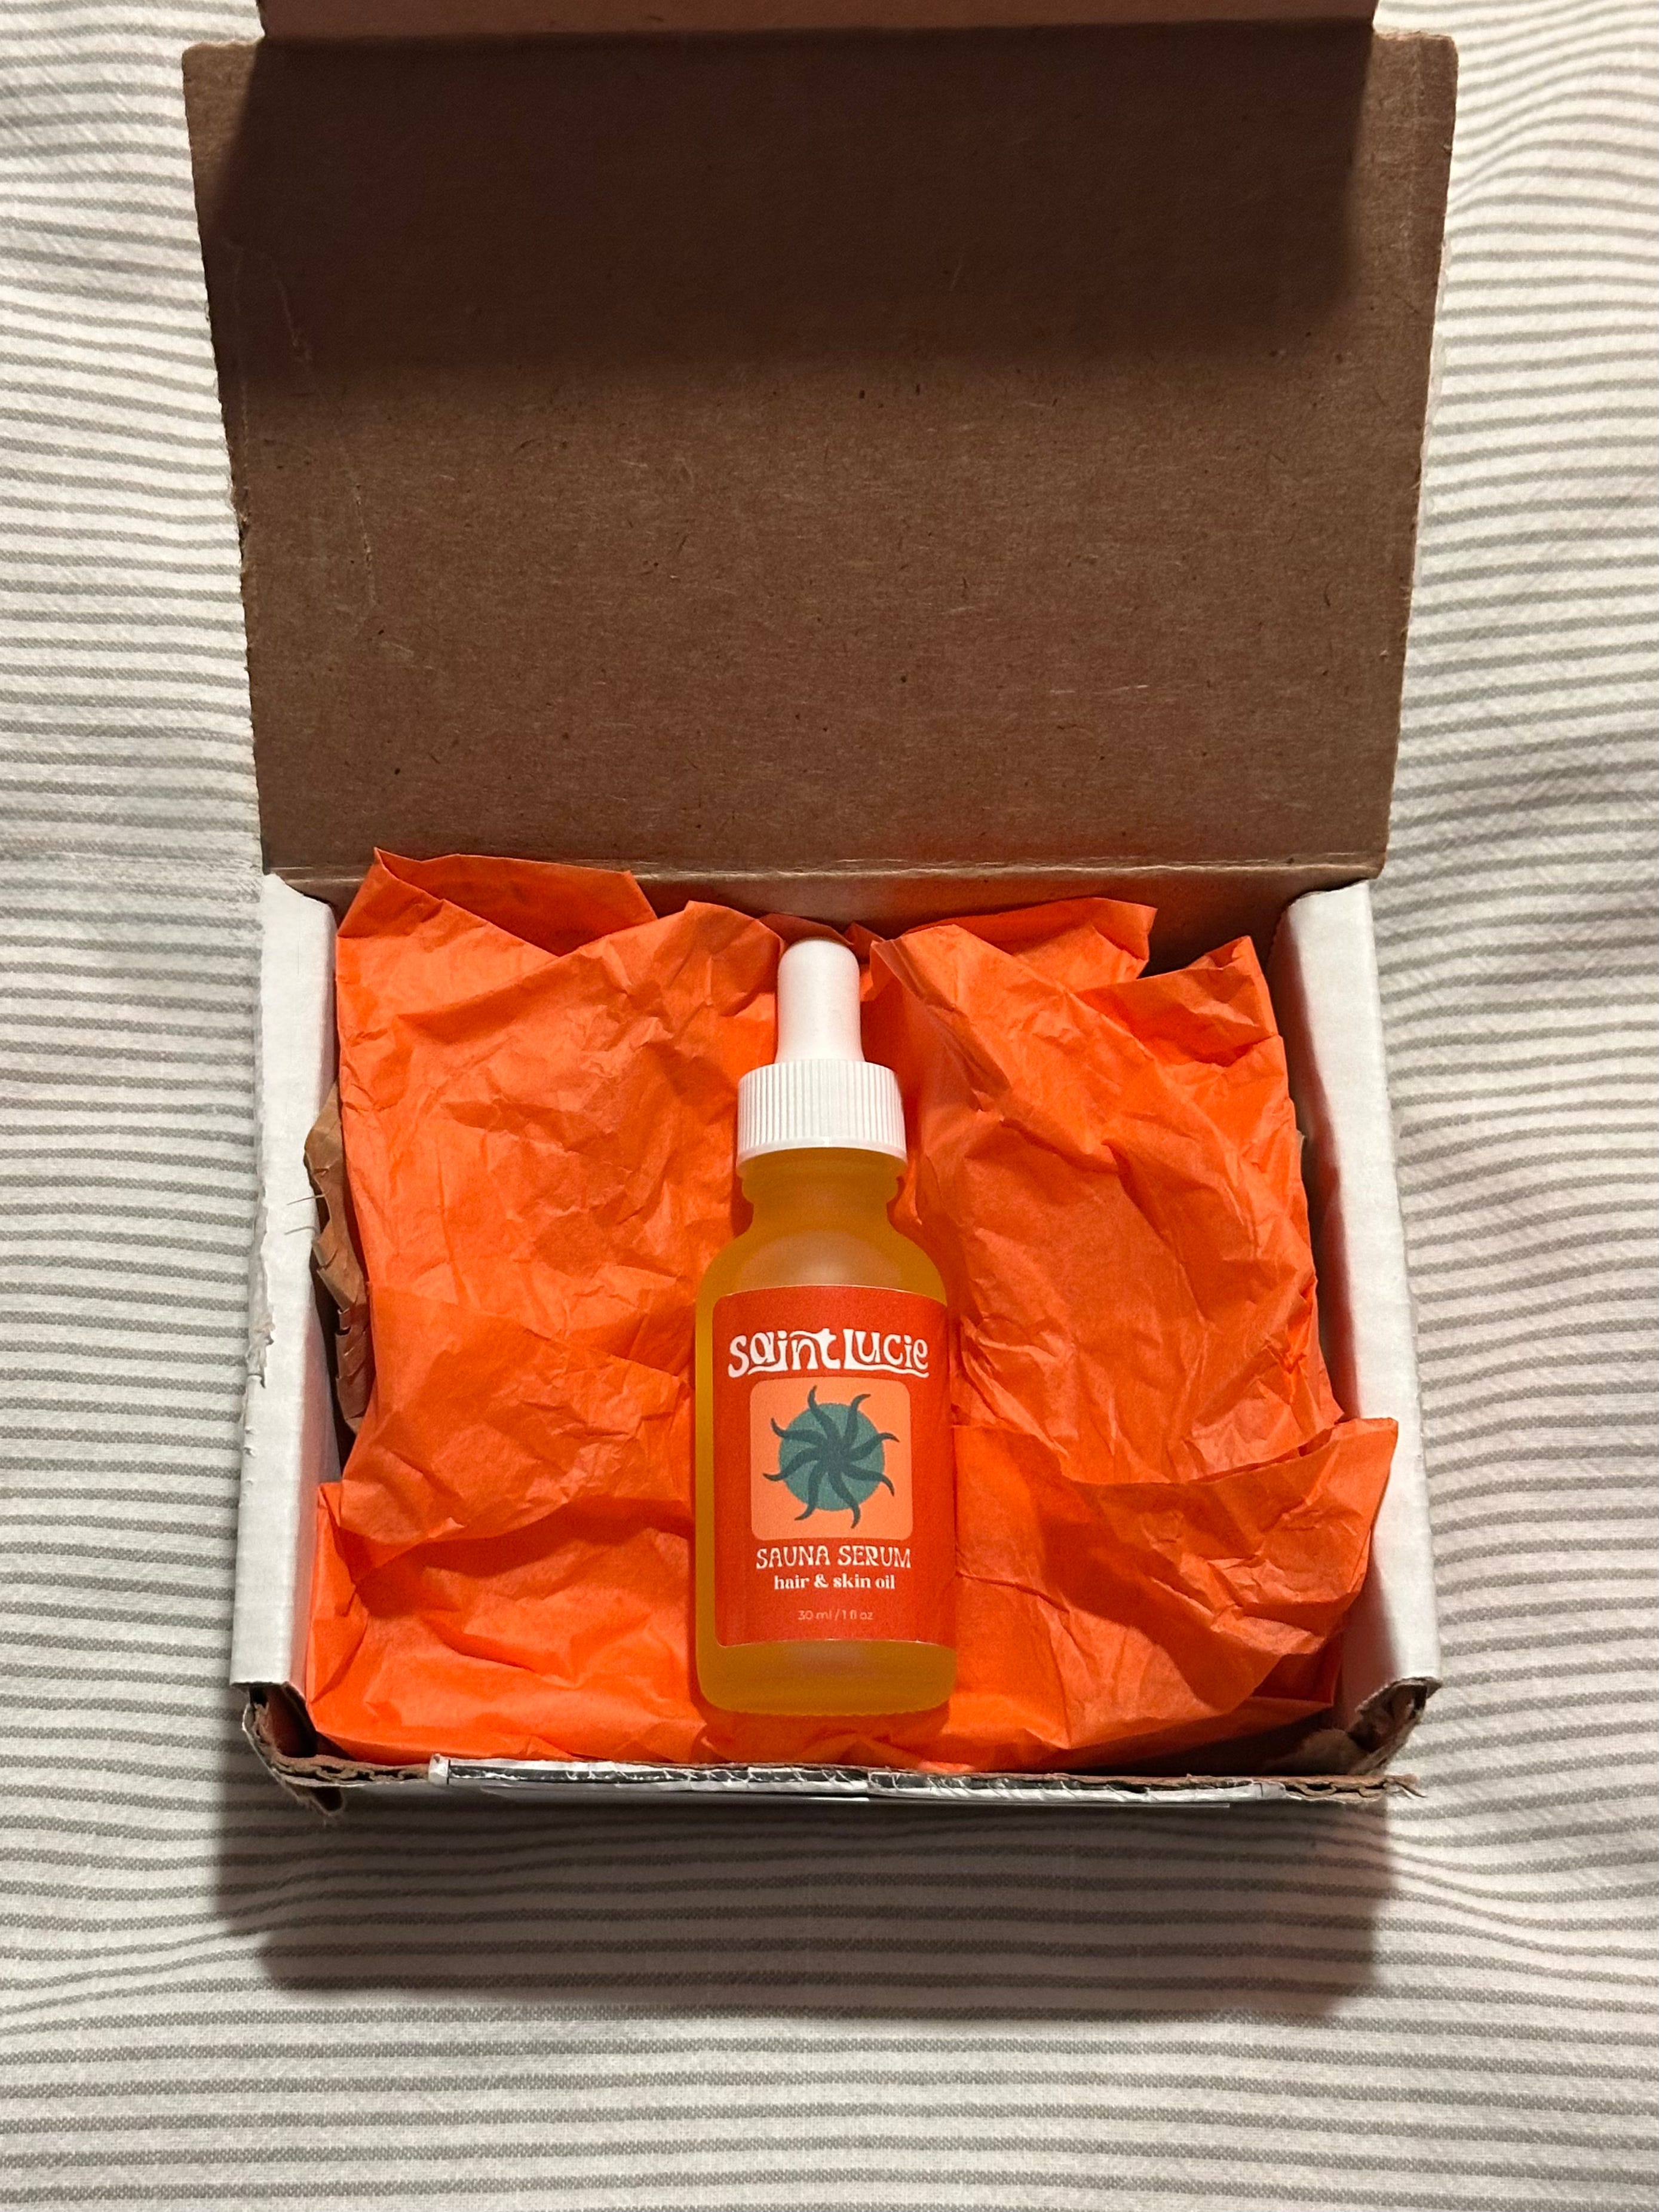 saint lucie
SAUNA SERUM
hair & skin oil
30 ml / 1 fl oz